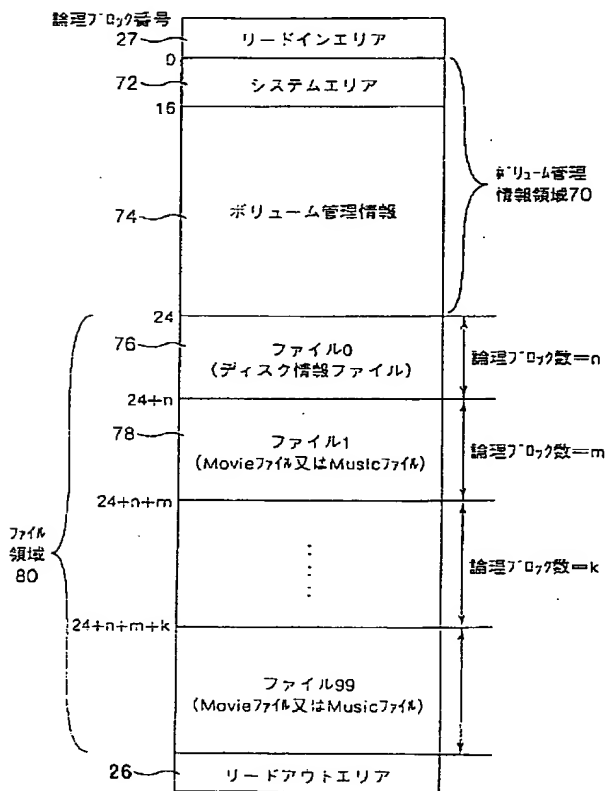 論理ブロック番号
27
リードインエリア
0
72
システムエリア
16
ボリューム管理
情報領域70
74
ボリューム管理情報
24
76
ファイル0
(ディスク情報ファイル)
論理ブロック数=n
24+n
78
ファイル1
(Movieファイル又はMusicファイル)
論理ブロック数=m
24+n+m
ファイル
領域
80
論理ブロック数=k
24+n+m+k
ファイル99
(Movieファイル又はMusicファイル)
26
リードアウトエリア